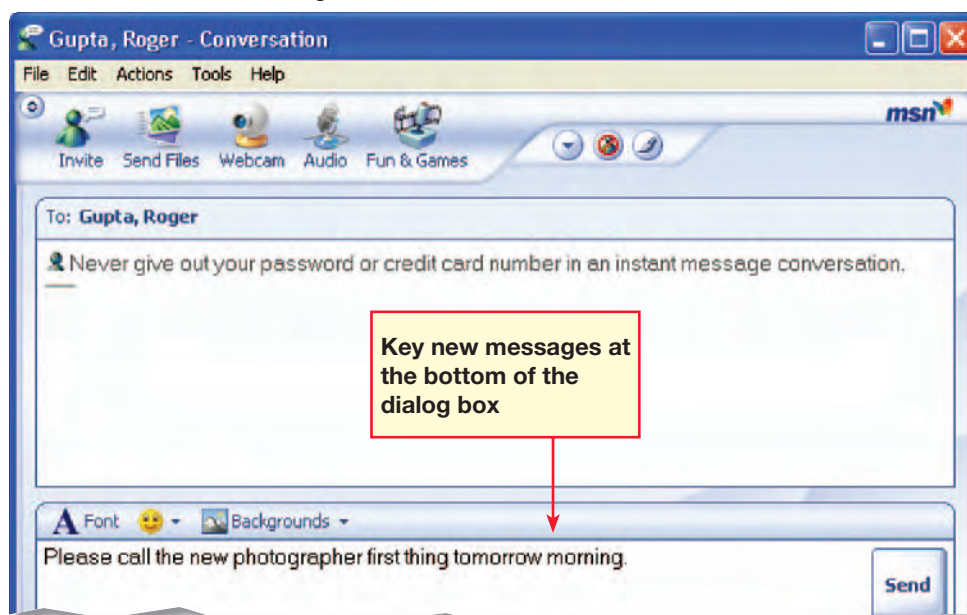 Gupta, Roger - Conversation
File Edit Actions Tools Help
msn
Invite Send Files Webcam Audio Fun & Games
To: Gupta, Roger
Never give out your password or credit card number in an instant message conversation.
Key new messages at
the bottom of the
dialog box
A Font Backgrounds
Please call the new photographer first thing tomorrow morning.
Send